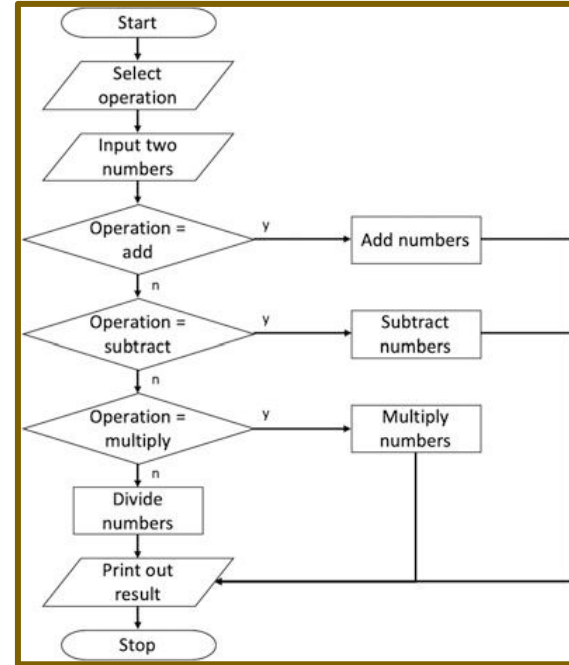 Start
Select
operation
Input two
numbers
Operation =
add
y
Add numbers
n
Operation =
subtract
y
Subtract
numbers
n
Operation =
multiply
y
Multiply
numbers
n
Divide
numbers
Print out
result
Stop